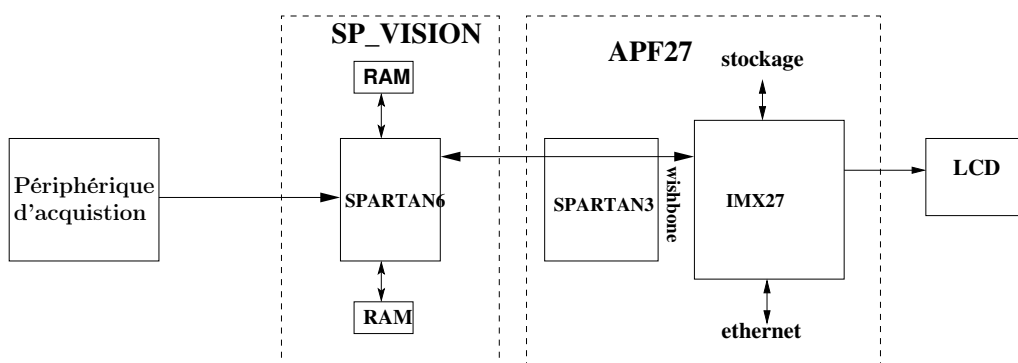 SP_VISION
APF27
RAM
stockage
Périphérique
d'acquistion
SPARTAN6
SPARTAN3
wishbone
IMX27
LCD
RAM
ethernet